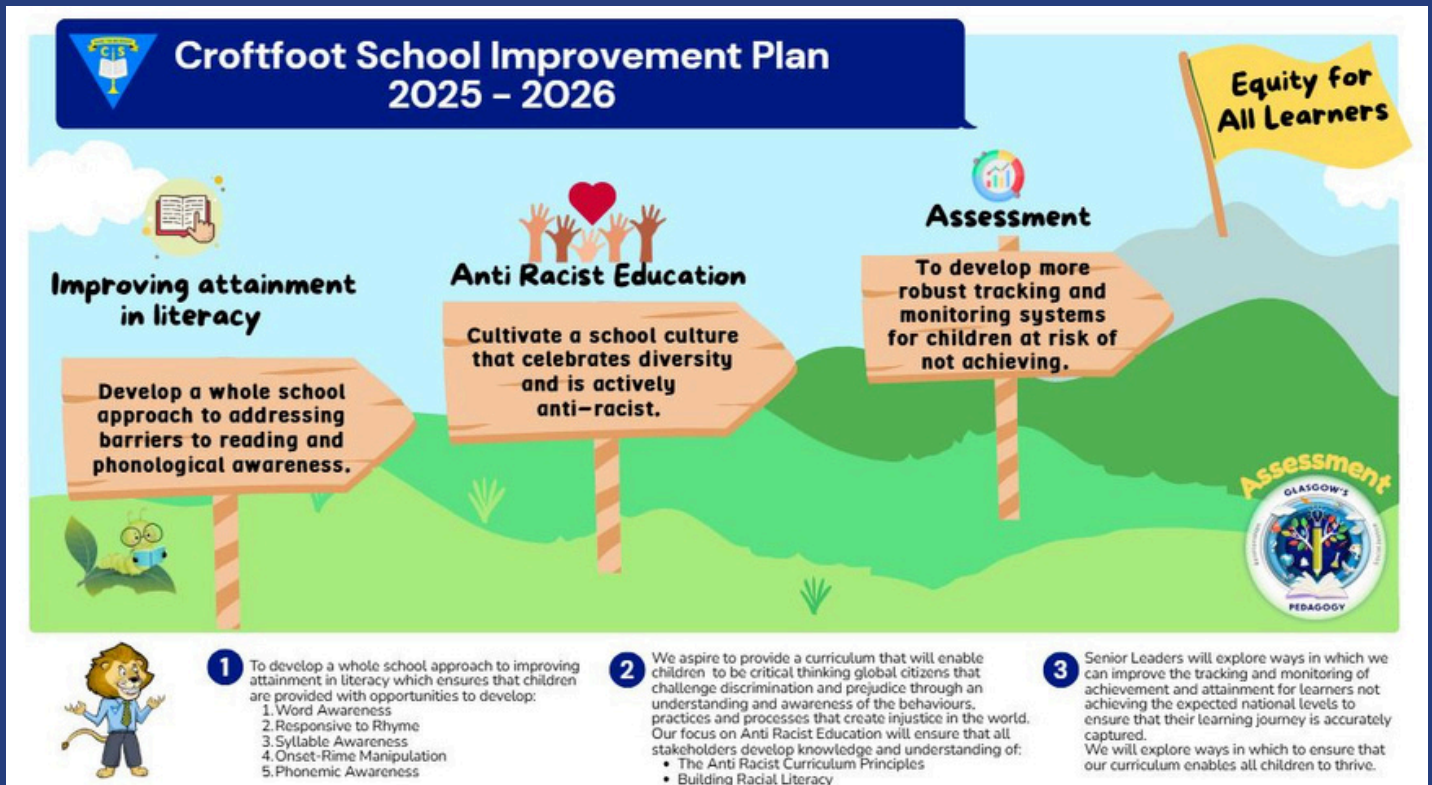 CIS
Croftfoot School Improvement Plan
2025 - 2026
Equity for
All Learners
Improving attainment
in literacy
Develop a whole school
approach to addressing
barriers to reading and
phonological awareness.
Anti Racist Education
Cultivate a school culture
that celebrates diversity
and is actively
anti-racist.
Assessment
To develop more
robust tracking and
monitoring systems
for children at risk of
not achieving.
Assessment
GLASGOW'S
PEDAGOGY
1
To develop a whole school approach to improving
attainment in literacy which ensures that children
are provided with opportunities to develop:
1. Word Awareness
2. Responsive to Rhyme
3. Syllable Awareness
4. Onset-Rime Manipulation
5. Phonemic Awareness
2
We aspire to provide a curriculum that will enable
children to be critical thinking global citizens that
challenge discrimination and prejudice through an
understanding and awareness of the behaviours,
practices and processes that create injustice in the world.
Our focus on Anti Racist Education will ensure that all
stakeholders develop knowledge and understanding of:
• The Anti Racist Curriculum Principles
• Building Racial Literacy
3
Senior Leaders will explore ways in which we
can improve the tracking and monitoring of
achievement and attainment for learners not
achieving the expected national levels to
ensure that their learning journey is accurately
captured.
We will explore ways in which to ensure that
our curriculum enables all children to thrive.